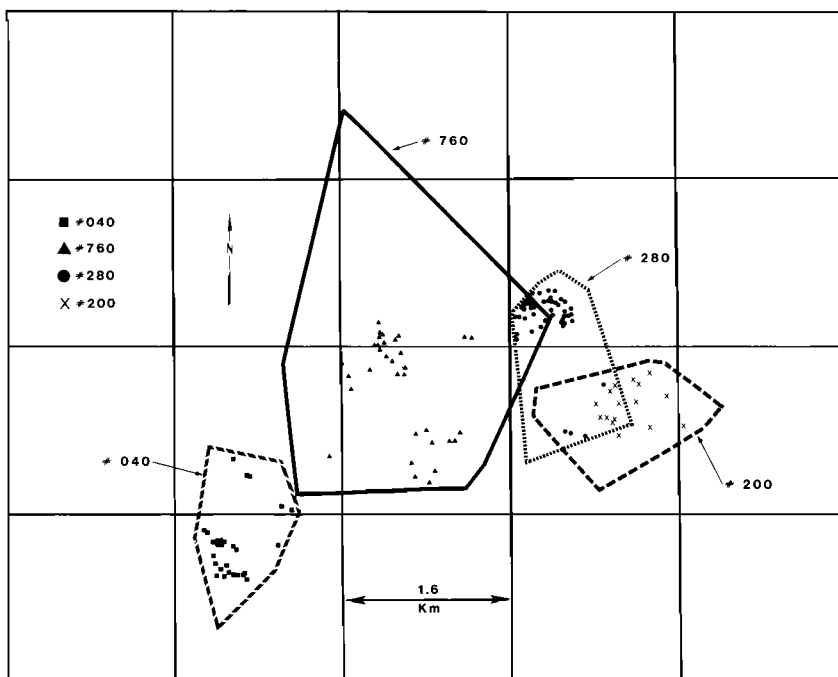 ≠ 760
■ ≠040
▲ ≠760
● ≠280
X ≠200
N
≠ 280
≠ 040
≠ 200
1.6
Km